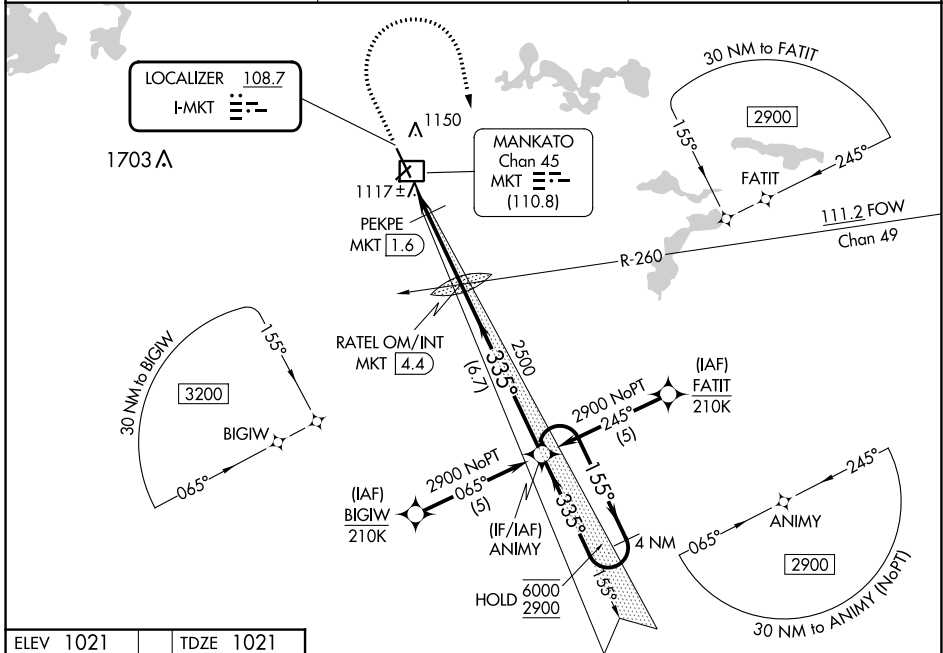 LOCALIZER 108.7
I-MKT
1703
1150
1117 ±
MANKATO
Chan 45
MKT
(110.8)
PEKPE
MKT 1.6
30 NM to FATIT
2900
155°
245°
FATIT
111.2 FOW
Chan 49
R-260
RATEL OM/INT
MKT 4.4
2500
335°
(6.7)
30 NM to BIGIW
3200
155°
BIGIW
065°
(IAF)
FATIT
210K
2900 NoPT
245°
(5)
2900 NoPT
065°
(5)
(IAF)
BIGIW
210K
(IF/IAF)
ANIMY
335°
155°
4 NM
155°
HOLD 6000
2900
245°
ANIMY
065°
2900
30 NM to ANIMY (NoPT)
ELEV 1021
TDZE 1021